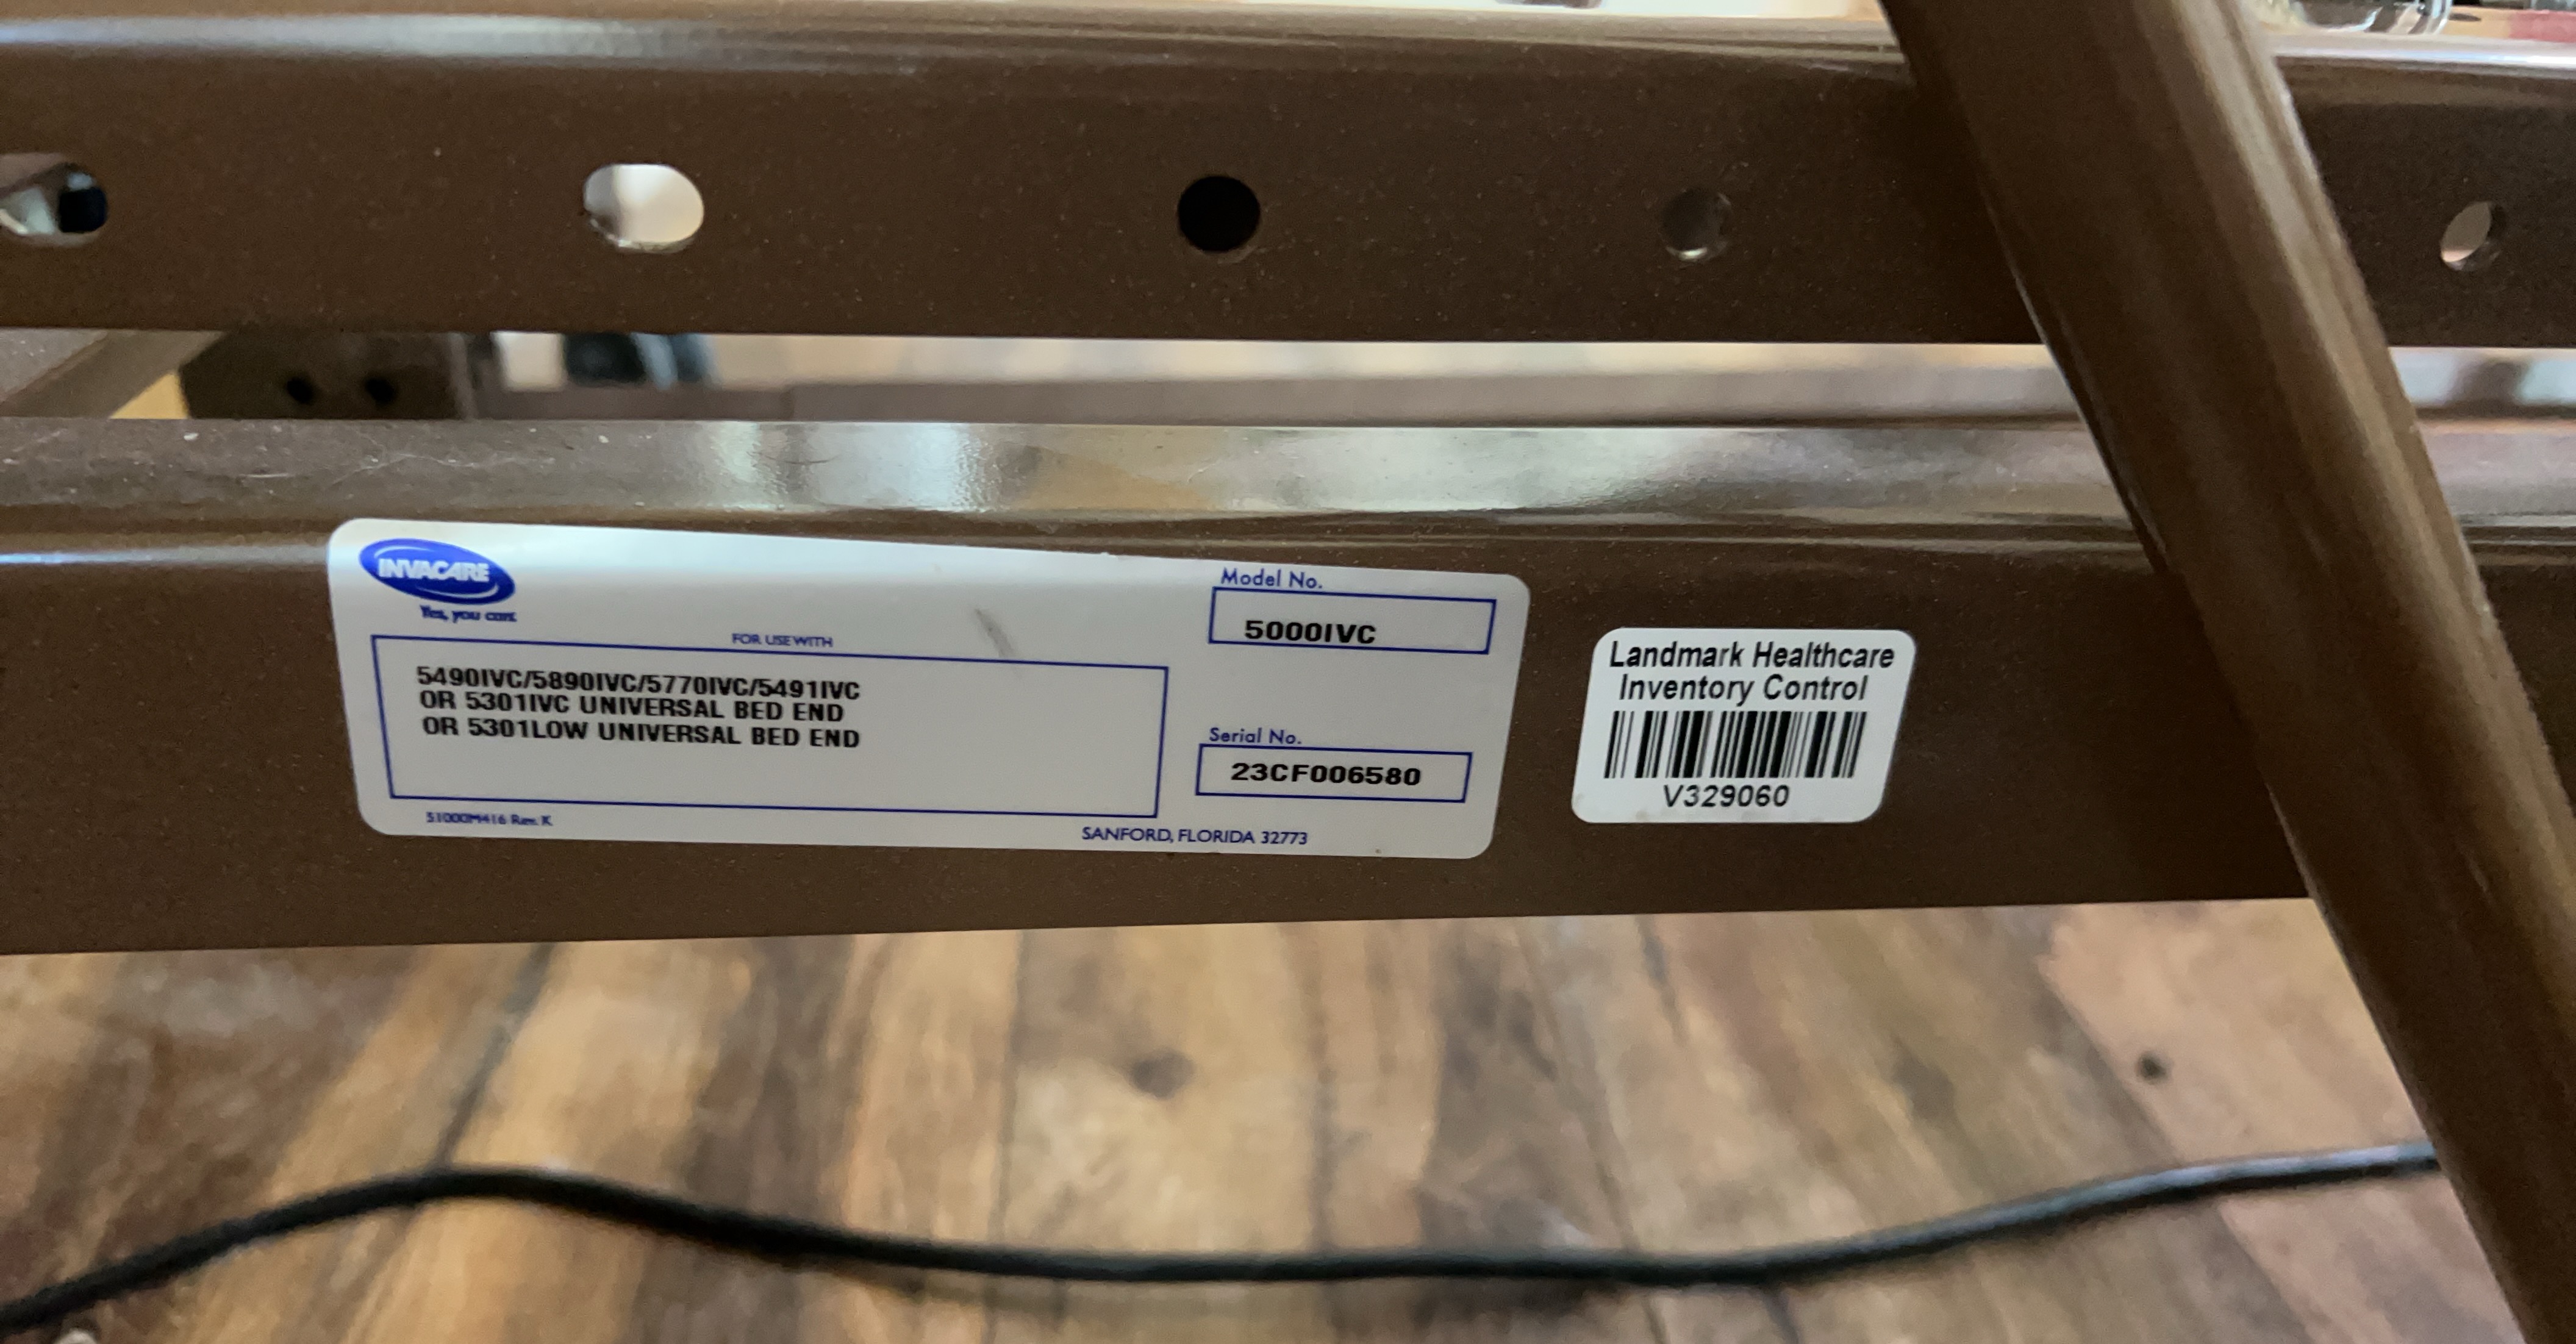 INVACARE
Yes, you can.
FOR USE WITH
5490IVC/5890IVC/5770IVC/5491IVC
OR 5301IVC UNIVERSAL BED END
OR 5301LOW UNIVERSAL BED END
51000M416 Rev. K
Model No.
5000IVC
Serial No.
23CF006580
SANFORD, FLORIDA 32773
Landmark Healthcare
Inventory Control
V329060